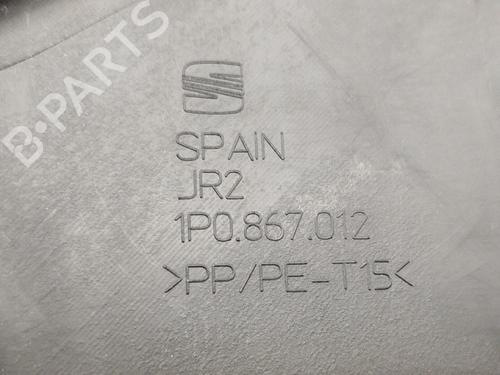 B-PARTS
SPAIN
JR2
1P0.867.012
>PP/PE-T15<